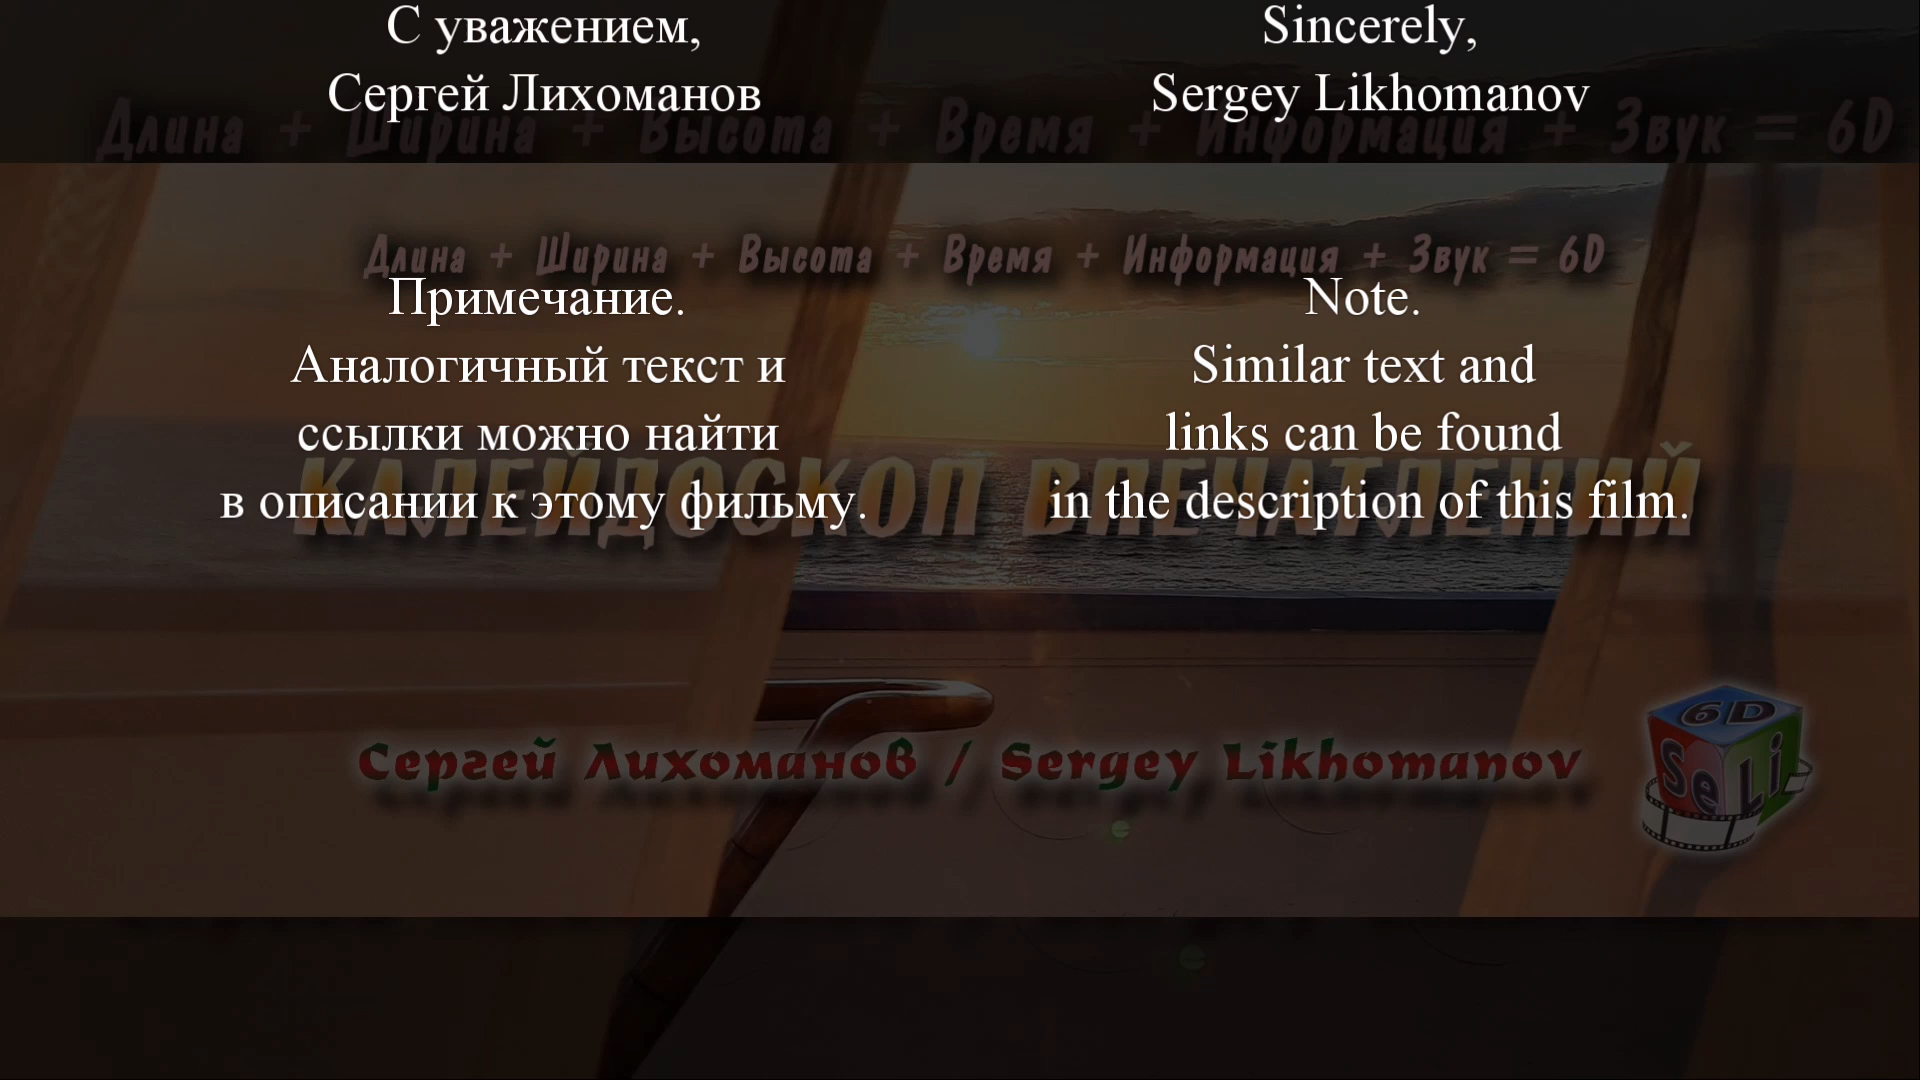 С уважением,
Сергей Лихоманов
Sincerely,
Sergey Likhomanov
Длина + Ширина + Высота + Время + Информация + Звук = 6D
Длина + Ширина + Высота + Время + Информация + Звук = 6D
Примечание.
Аналогичный текст и
ссылки можно найти
в описании к этому фильму.
Note.
Similar text and
links can be found
in the description of this film.
КАЛЕЙДОСКОП ВПЕЧАТЛЕНИЙ
Сергей Лихоманов / Sergey Likhomanov
6D
SeLi